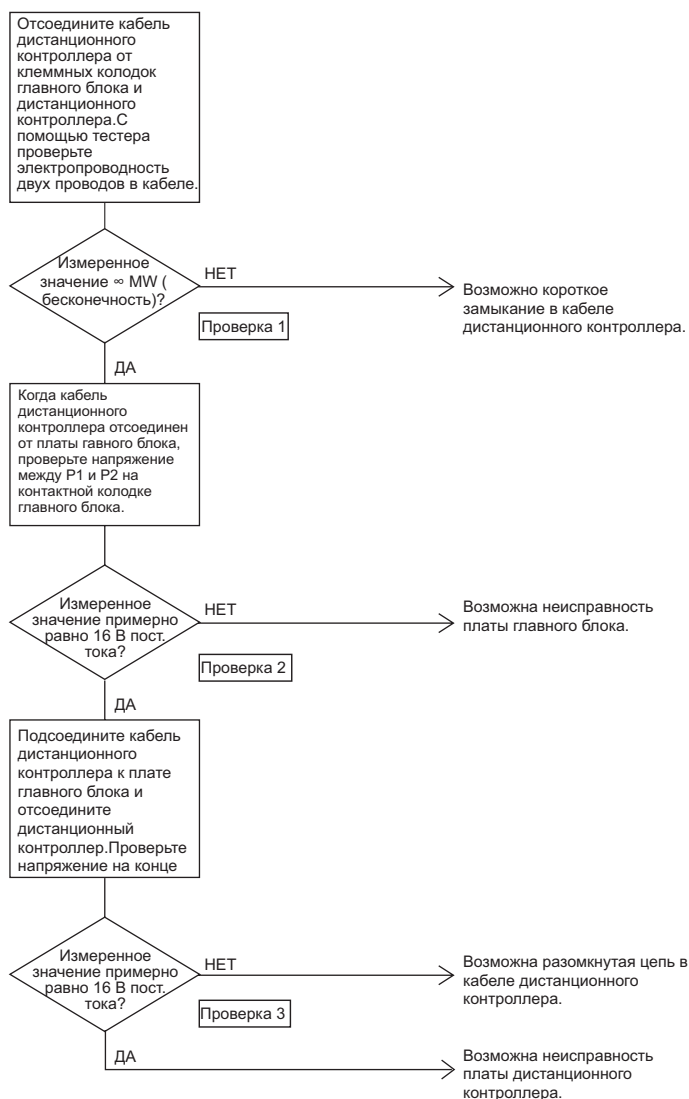 Отсоедините кабель
дистанционного
контроллера от
клеммных колодок
главного блока и
дистанционного
контроллера.С
помощью тестера
проверьте
электропроводность
двух проводов в кабеле.
Измеренное
значение ∞ MW (
бесконечность)?
НЕТ
Возможно короткое
замыкание в кабеле
дистанционного контроллера.
Проверка 1
ДА
Когда кабель
дистанционного
контроллера отсоединен
от платы гавного блока,
проверьте напряжение
между P1 и P2 на
контактной колодке
главного блока.
Измеренное
значение примерно
равно 16 В пост.
тока?
НЕТ
Возможна неисправность
платы главного блока.
Проверка 2
ДА
Подсоедините кабель
дистанционного
контроллера к плате
главного блока и
отсоедините
дистанционный
контроллер.Проверьте
напряжение на конце
Измеренное
значение примерно
равно 16 В пост.
тока?
НЕТ
Возможна разомкнутая цепь в
кабеле дистанционного
контроллера.
Проверка 3
ДА
Возможна неисправность
платы дистанционного
контроллера.